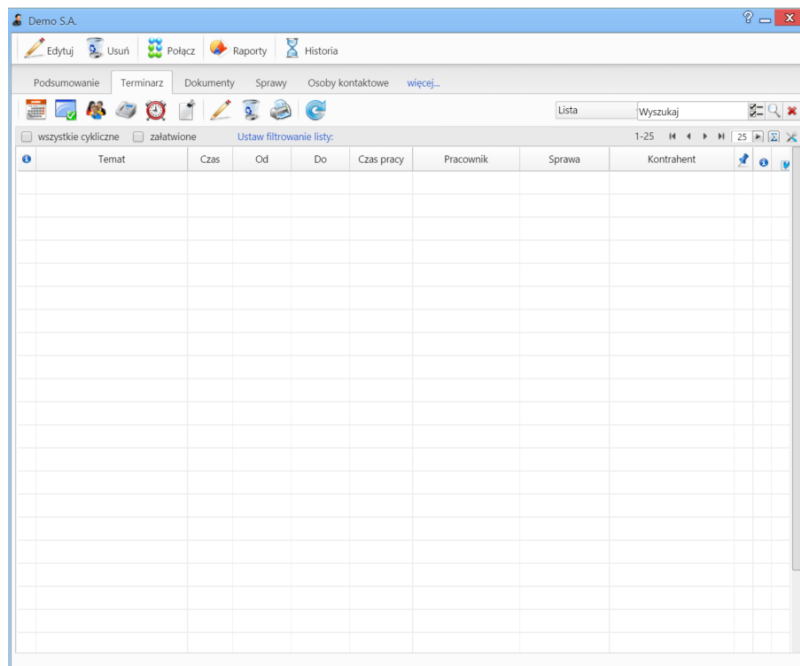 Demo S.A.
Edytuj Usuń Połącz Raporty Historia
Podsumowanie Terminarz Dokumenty Sprawy Osoby kontaktowe więcej...
Lista Wyszukaj
wszystkie cykliczne załatwione Ustaw filtrowanie listy: 1-25 25
Temat Czas Od Do Czas pracy Pracownik Sprawa Kontrahent